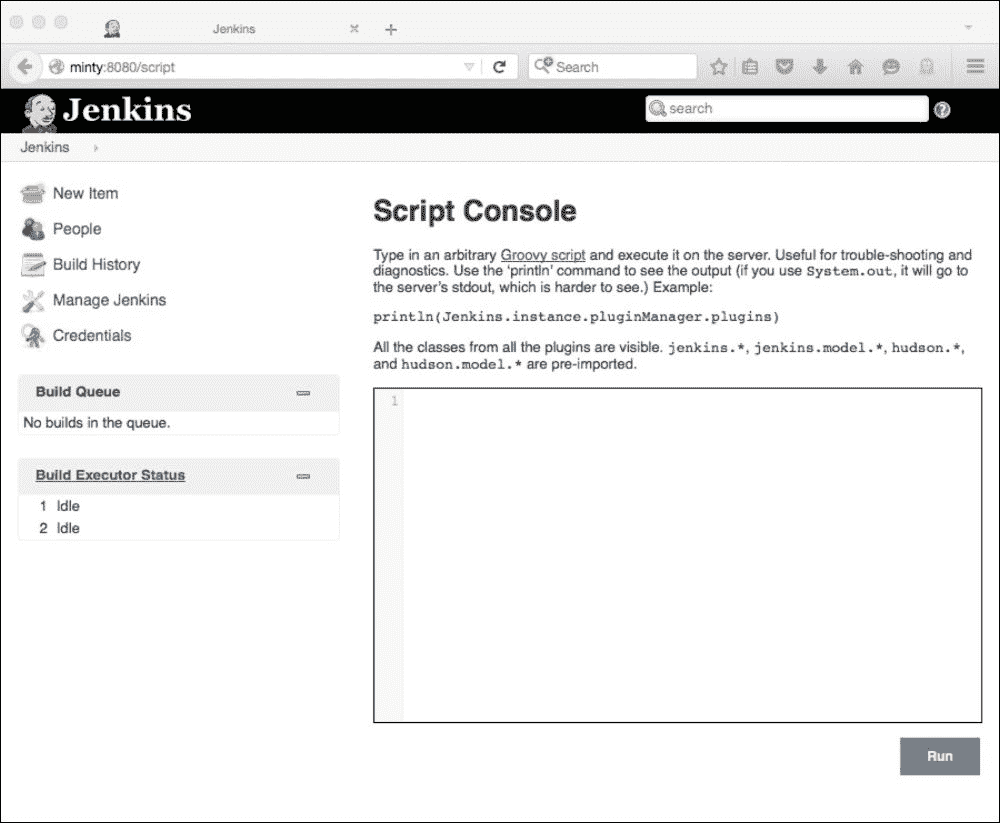 Jenkins
minty:8080/script
Search
Jenkins
search
Jenkins
New Item
People
Build History
Manage Jenkins
Credentials
Build Queue
No builds in the queue.
Build Executor Status
1 Idle
2 Idle
Script Console
Type in an arbitrary Groovy script and execute it on the server. Useful for trouble-shooting and
diagnostics. Use the ‘println’ command to see the output (if you use System.out, it will go to
the server’s stdout, which is harder to see.) Example:
println(Jenkins.instance.pluginManager.plugins)
All the classes from all the plugins are visible. jenkins.*, jenkins.model.*, hudson.*,
and hudson.model.* are pre-imported.
1
Run